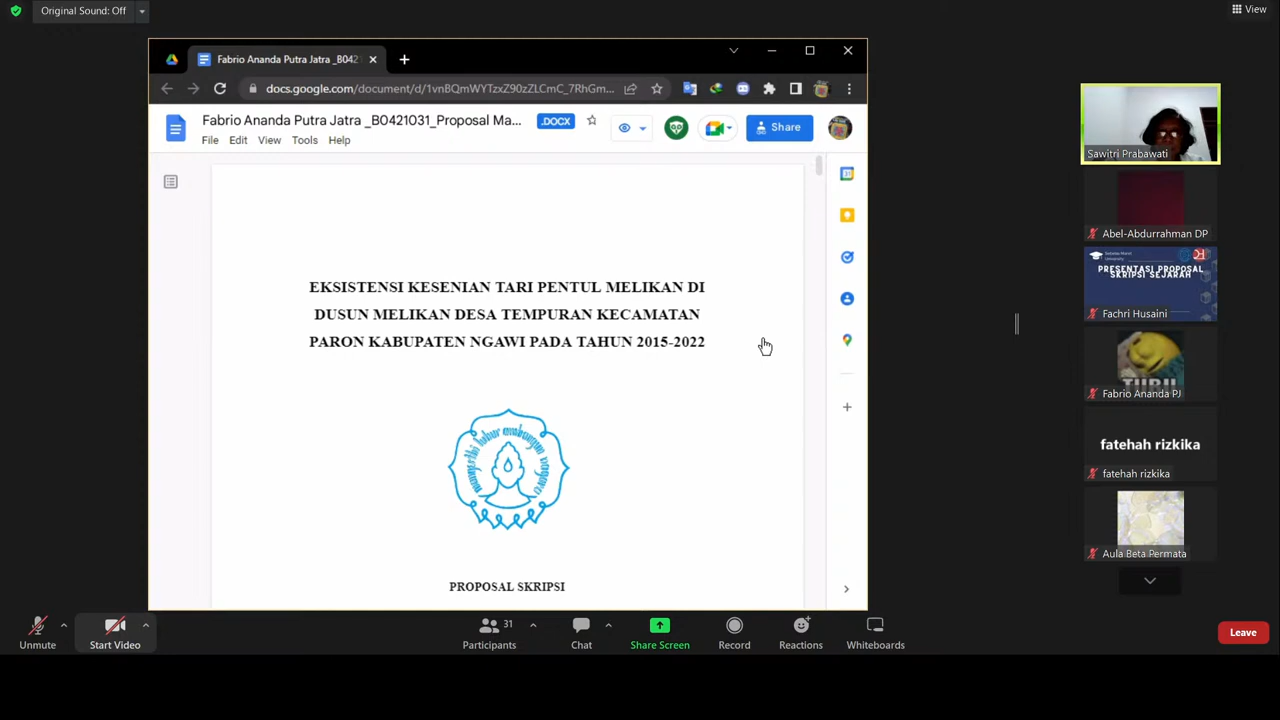 Original Sound: Off
View
Fabrio Ananda Putra Jatra _B042
docs.google.com/document/d/1vnBQmWYTzxZ90zZLCmC_7RhGm...
Fabrio Ananda Putra Jatra _B0421031_Proposal Ma...
.DOCX
Share
File Edit View Tools Help
EKSISTENSI KESENIAN TARI PENTUL MELIKAN DI
DUSUN MELIKAN DESA TEMPURAN KECAMATAN
PARON KABUPATEN NGAWI PADA TAHUN 2015-2022
PROPOSAL SKRIPSI
Sawitri Prabawati
Abel-Abdurrahman DP
PRESENTASI PROPOSAL
SKRIPSI SEJARAH
Fachri Husaini
TURU
Fabrio Ananda PJ
fatehah rizkika
fatehah rizkika
Aula Beta Permata
Unmute
Start Video
31
Participants
Chat
Share Screen
Record
Reactions
Whiteboards
Leave